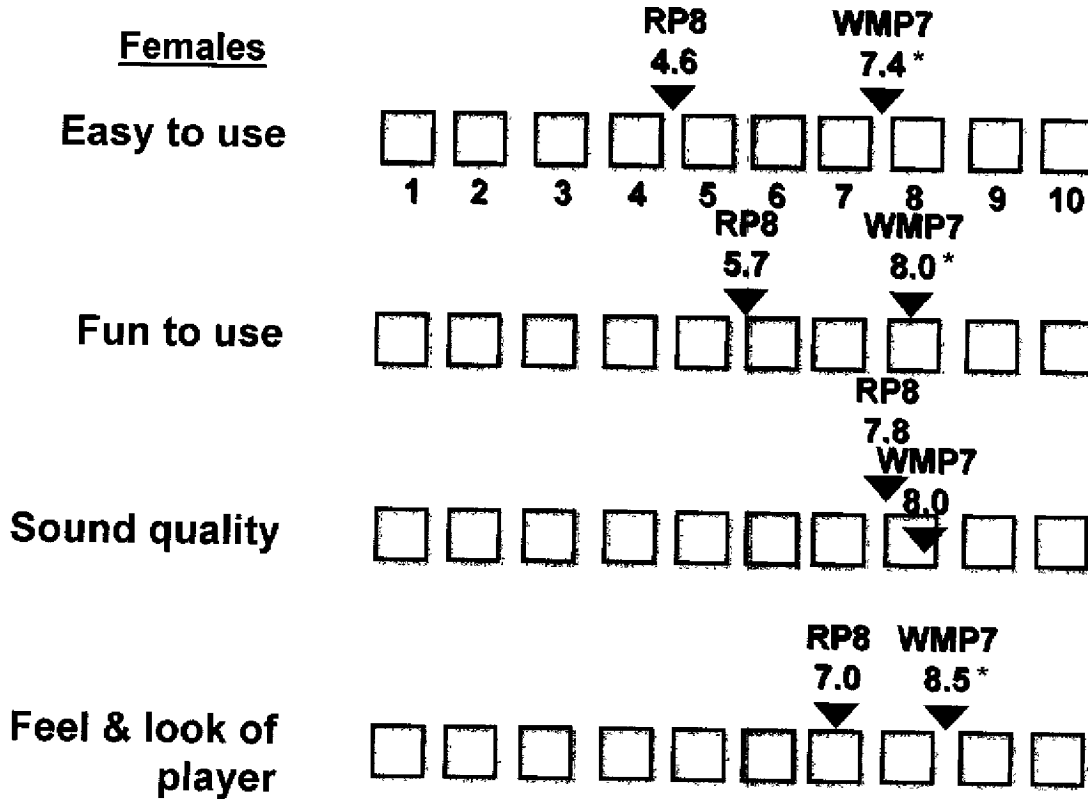 Females
RP8 WMP7
4.6 7.4 *
Easy to use
1 2 3 4 5 6 7 8 9 10
RP8 WMP7
5.7 8.0 *
Fun to use
RP8
7.8
WMP7
8.0
Sound quality
RP8 WMP7
7.0 8.5 *
Feel & look of
player